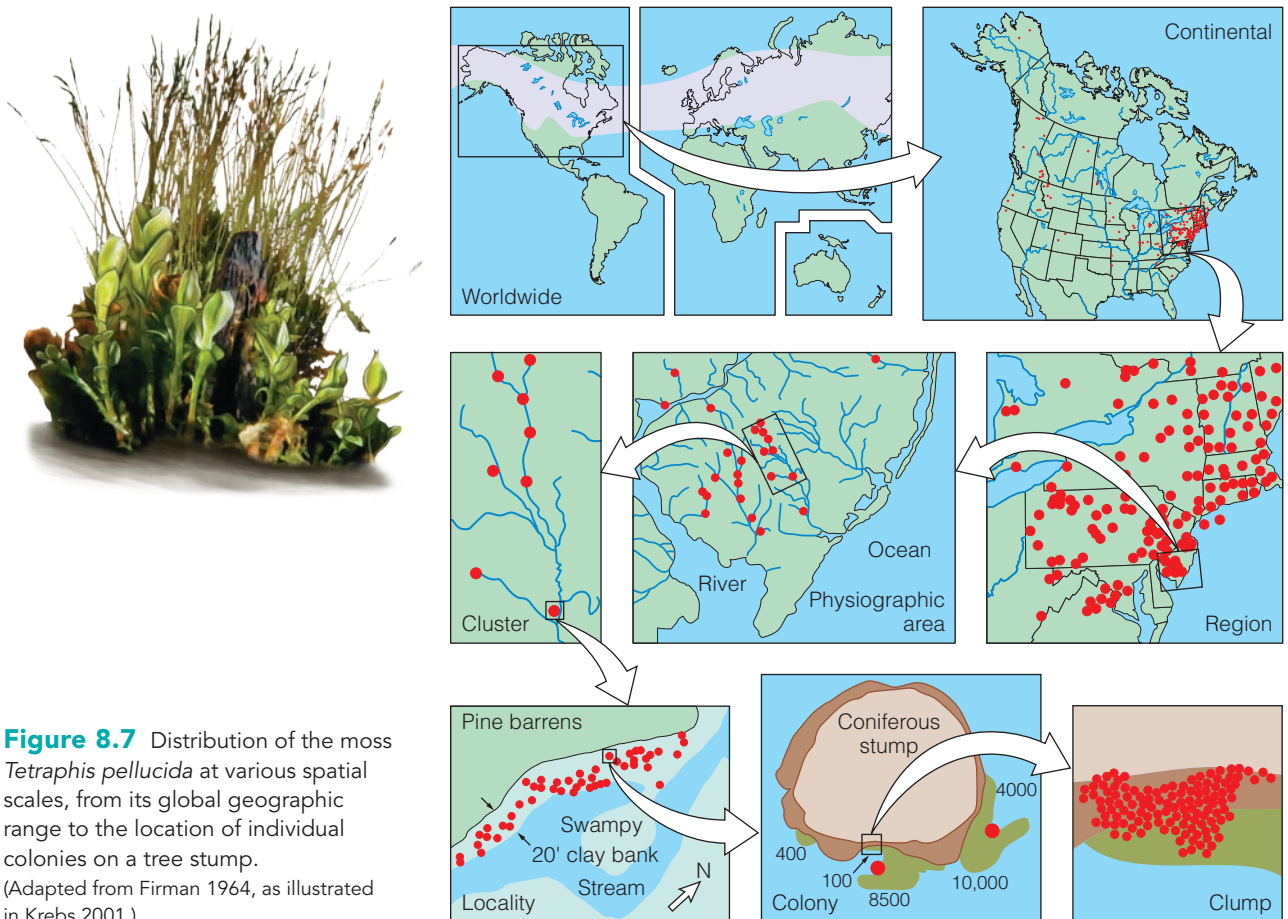 Worldwide
Continental
Cluster
River
Ocean
Physiographic
area
Region
Pine barrens
Swampy
20' clay bank
Stream
N
Locality
Coniferous
stump
4000
400
100
8500
10,000
Colony
Clump
Figure 8.7 Distribution of the moss
Tetraphis pellucida at various spatial
scales, from its global geographic
range to the location of individual
colonies on a tree stump.
(Adapted from Firman 1964, as illustrated
in Krebs 2001.)